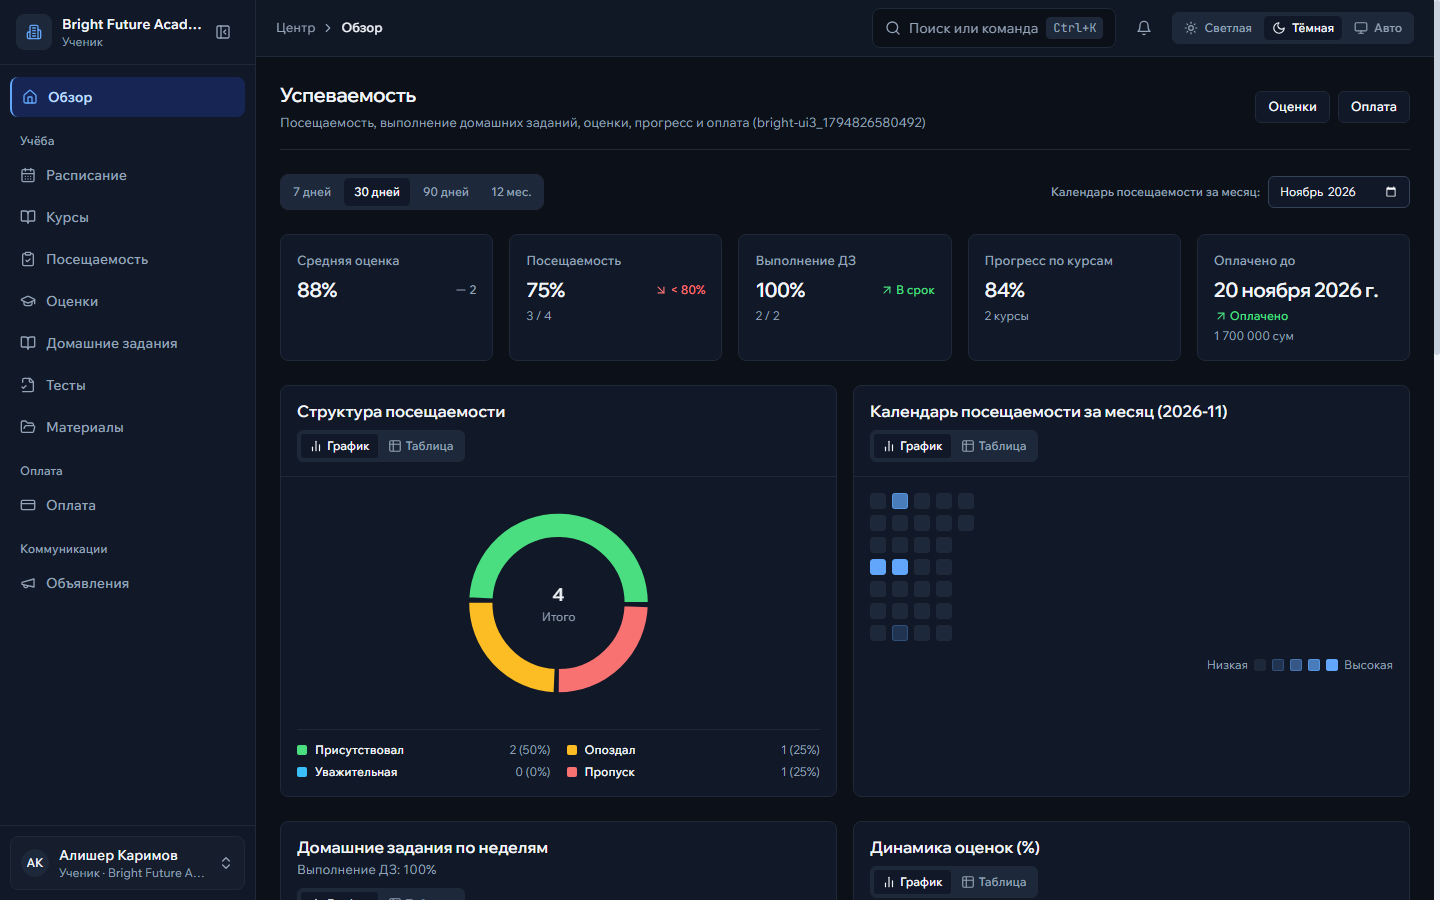 Bright Future Acad...
Ученик
Обзор
Учёба
Расписание
Курсы
Посещаемость
Оценки
Домашние задания
Тесты
Материалы
Оплата
Оплата
Коммуникации
Объявления
АК
Алишер Каримов
Ученик · Bright Future A...
Центр > Обзор
Поиск или команда Ctrl+K
Светлая Тёмная Авто
Успеваемость
Посещаемость, выполнение домашних заданий, оценки, прогресс и оплата (bright-ui3_1794826580492)
Оценки Оплата
7 дней 30 дней 90 дней 12 мес.
Календарь посещаемости за месяц: Ноябрь 2026
Средняя оценка
88% — 2
Посещаемость
75% < 80%
3 / 4
Выполнение ДЗ
100% В срок
2 / 2
Прогресс по курсам
84%
2 курсы
Оплачено до
20 ноября 2026 г.
Оплачено
1 700 000 сум
Структура посещаемости
График Таблица
4
Итого
Присутствовал 2 (50%) Опоздал 1 (25%)
Уважительная 0 (0%) Пропуск 1 (25%)
Календарь посещаемости за месяц (2026-11)
График Таблица
Низкая Высокая
Домашние задания по неделям
Выполнение ДЗ: 100%
Динамика оценок (%)
График Таблица